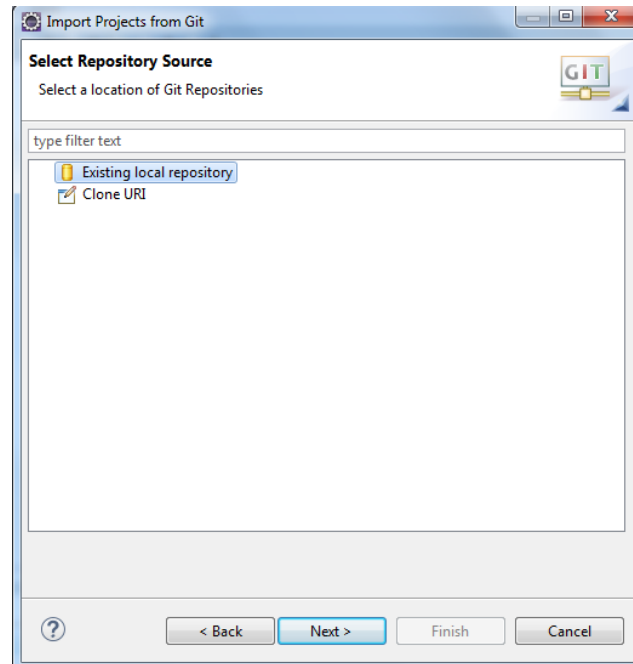 Import Projects from Git
Select Repository Source
Select a location of Git Repositories
GIT
type filter text
Existing local repository
Clone URI
?
< Back
Next >
Finish
Cancel